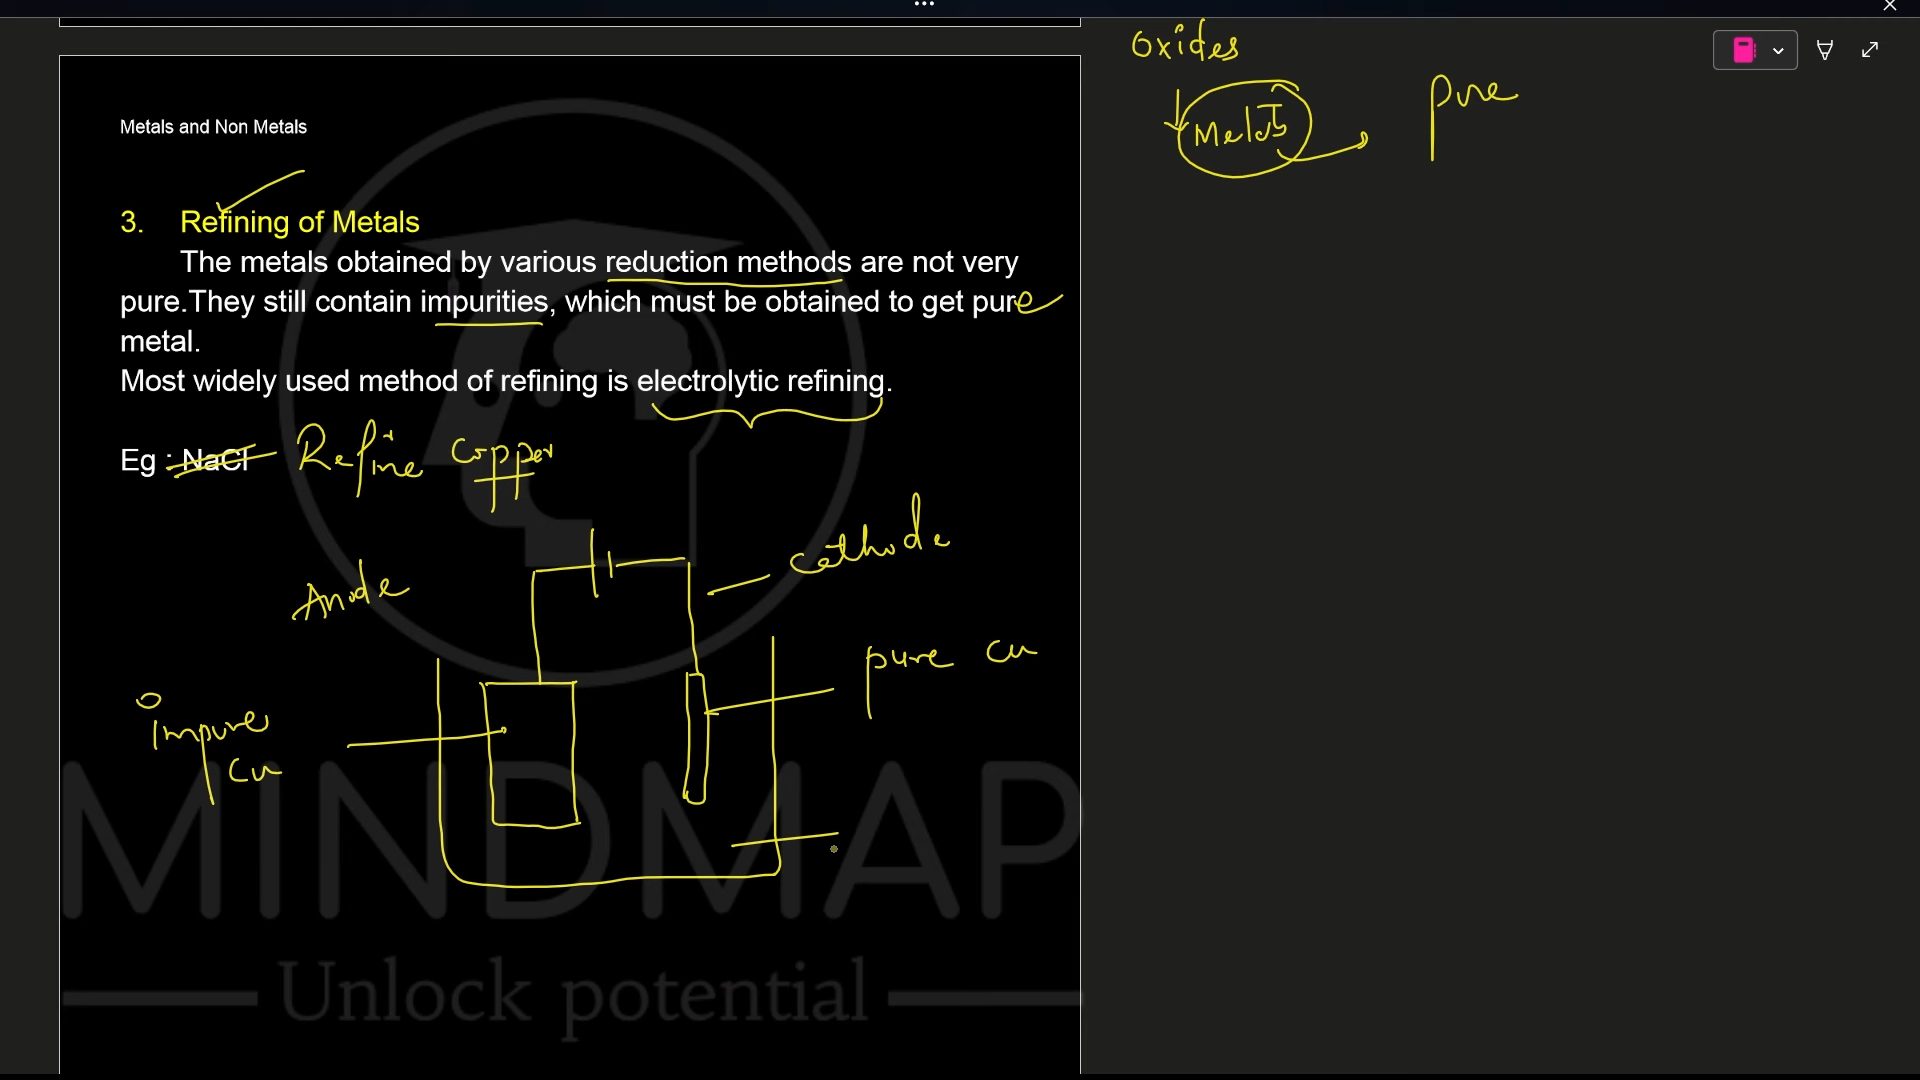 oxides
Metals
pure
Metals and Non Metals
3. Refining of Metals
The metals obtained by various reduction methods are not very
pure.They still contain impurities, which must be obtained to get pure
metal.
Most widely used method of refining is electrolytic refining.
Eg : NaCl Refine Copper
cathode
Anode
pure cu
impure
cu
MINDMAP
Unlock potential